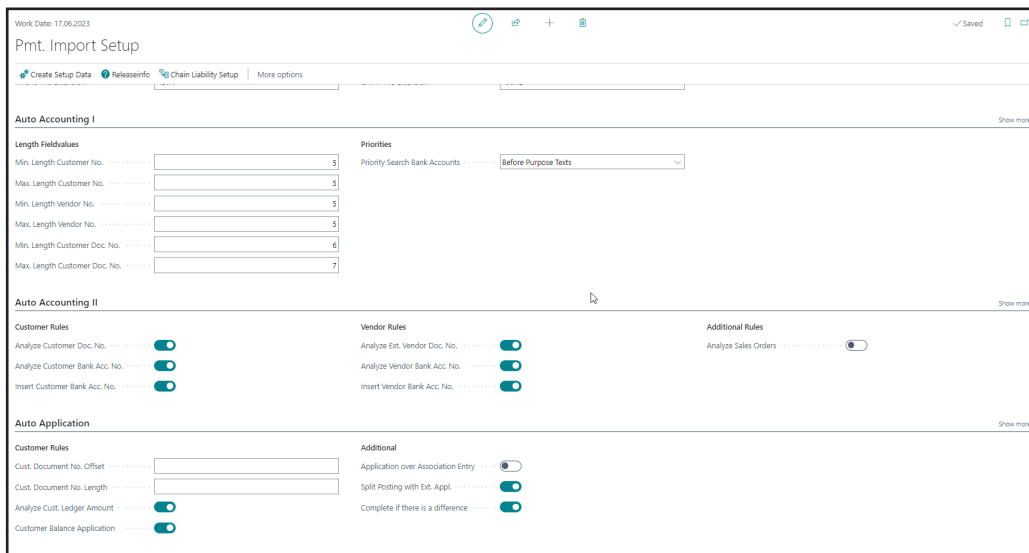 Work Date: 17.06.2023
Saved
Pmt. Import Setup
Create Setup Data Releaseinfo Chain Liability Setup More options
Auto Accounting I Show more
Length Fieldvalues Priorities
Min. Length Customer No. 5 Priority Search Bank Accounts Before Purpose Texts
Max. Length Customer No. 5
Min. Length Vendor No. 5
Max. Length Vendor No. 5
Min. Length Customer Doc. No. 6
Max. Length Customer Doc. No. 7
Auto Accounting II Show more
Customer Rules Vendor Rules Additional Rules
Analyze Customer Doc. No. Analyze Ext. Vendor Doc. No. Analyze Sales Orders
Analyze Customer Bank Acc. No. Analyze Vendor Bank Acc. No.
Insert Customer Bank Acc. No. Insert Vendor Bank Acc. No.
Auto Application Show more
Customer Rules Additional
Cust. Document No. Offset Application over Association Entry
Cust. Document No. Length Split Posting with Ext. Appl.
Analyze Cust. Ledger Amount Complete if there is a difference
Customer Balance Application